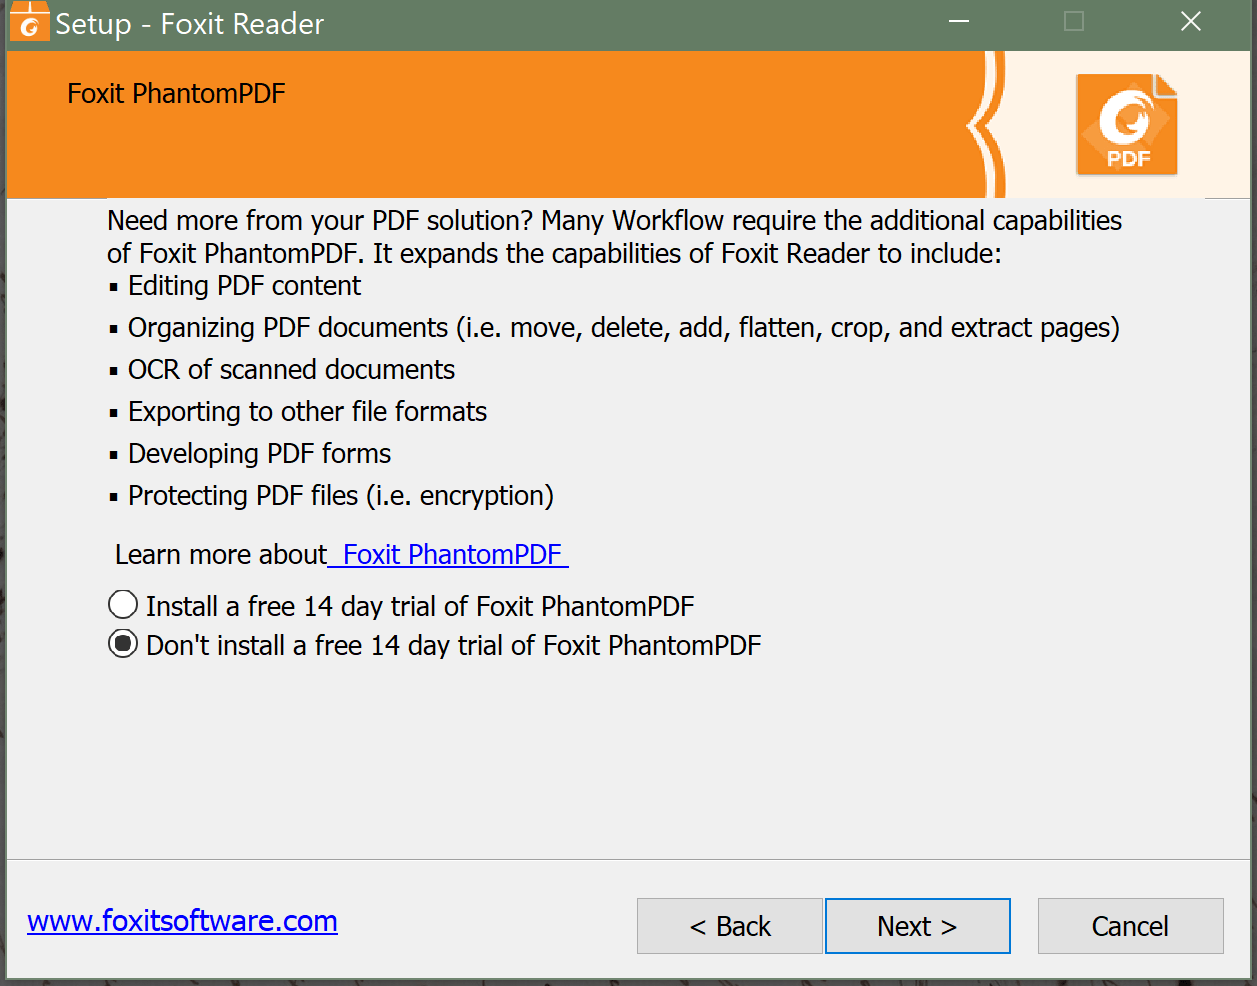 Setup - Foxit Reader
Foxit PhantomPDF
PDF
Need more from your PDF solution? Many Workflow require the additional capabilities
of Foxit PhantomPDF. It expands the capabilities of Foxit Reader to include:
▪ Editing PDF content
▪ Organizing PDF documents (i.e. move, delete, add, flatten, crop, and extract pages)
▪ OCR of scanned documents
▪ Exporting to other file formats
▪ Developing PDF forms
▪ Protecting PDF files (i.e. encryption)
Learn more about Foxit PhantomPDF
Install a free 14 day trial of Foxit PhantomPDF
Don't install a free 14 day trial of Foxit PhantomPDF
www.foxitsoftware.com
< Back
Next >
Cancel